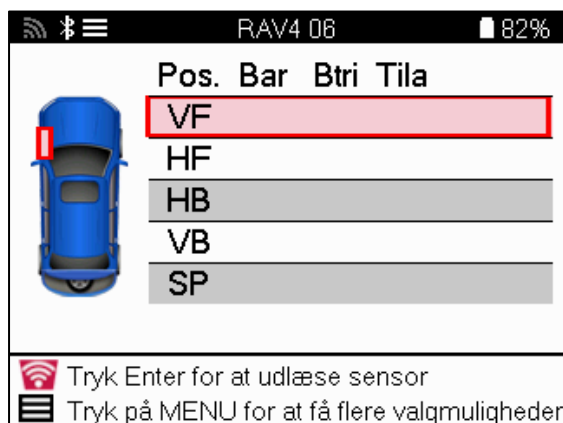 RAV4 06 82%
Pos. Bar Btri Tila
VF
HF
HB
VB
SP
Tryk Enter for at udlæse sensor
Tryk på MENU for at få flere valgmuligheder